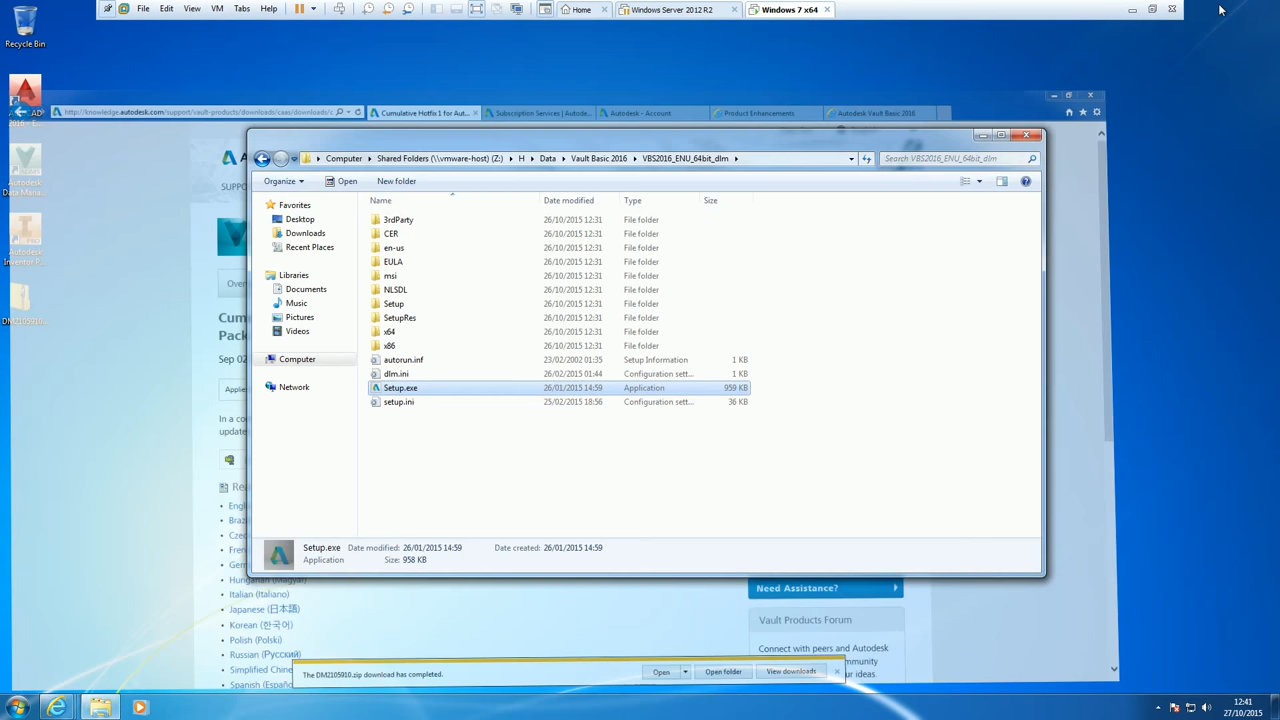 File Edit View VM Tabs Help
Home
Windows Server 2012 R2
Windows 7 x64
Recycle Bin
http://knowledge.autodesk.com/support/vault-products/downloads/caas/downloads/c
Cumulative Hotfix 1 for Aut...
Subscription Services | Autode...
Autodesk - Account
Product Enhancements
Autodesk Vault Basic 2016
2016 - E...
Autodesk
Data Mana...
Autodesk
Inventor P...
DM2105910...
SUPPO
Over
Cum
Pack
Sep 02
Applie
In a co
output
Rea
Computer
Shared Folders (\\vmware-host) (Z:)
H
Data
Vault Basic 2016
VBS2016_ENU_64bit_dlm
Search VBS2016_ENU_64bit_dlm
Organize
Open
New folder
Name Date modified Type Size
Favorites
Desktop
Downloads
Recent Places
Libraries
Documents
Music
Pictures
Videos
Computer
Network
3rdParty 26/10/2015 12:31 File folder
CER 26/10/2015 12:31 File folder
en-us 26/10/2015 12:31 File folder
EULA 26/10/2015 12:31 File folder
msi 26/10/2015 12:31 File folder
NLSDL 26/10/2015 12:31 File folder
Setup 26/10/2015 12:31 File folder
SetupRes 26/10/2015 12:31 File folder
x64 26/10/2015 12:31 File folder
x86 26/10/2015 12:31 File folder
autorun.inf 23/02/2002 01:35 Setup Information 1 KB
dlm.ini 26/02/2015 01:44 Configuration sett... 1 KB
Setup.exe 26/01/2015 14:59 Application 959 KB
setup.ini 25/02/2015 18:56 Configuration sett... 36 KB
Setup.exe Date modified: 26/01/2015 14:59 Date created: 26/01/2015 14:59
Application Size: 958 KB
Englis
Brazi
Czec
Fren
Germ
Hungarian (Magyar)
Italian (Italiano)
Japanese (日本語)
Korean (한국어)
Polish (Polski)
Russian (Русский)
Simplified Chines
Spanish (Españ
Need Assistance?
Vault Products Forum
Connect with peers and Autodesk
The DM2105910.zip download has completed.
Open
Open folder
View downloads
12:41
27/10/2015